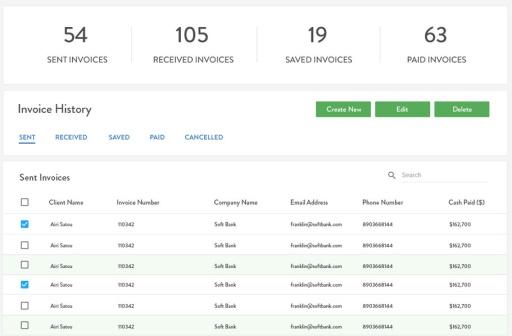 54 105 19 63
SENT INVOICES RECEIVED INVOICES SAVED INVOICES PAID INVOICES
Invoice History Create New Edit Delete
SENT RECEIVED SAVED PAID CANCELLED
Sent Invoices Search
Client Name Invoice Number Company Name Email Address Phone Number Cash Paid ($)
Airi Satou 110342 Soft Bank franklin@softbank.com 8903668144 $162,700
Airi Satou 110342 Soft Bank franklin@softbank.com 8903668144 $162,700
Airi Satou 110342 Soft Bank franklin@softbank.com 8903668144 $162,700
Airi Satou 110342 Soft Bank franklin@softbank.com 8903668144 $162,700
Airi Satou 110342 Soft Bank franklin@softbank.com 8903668144 $162,700
Airi Satou 110342 Soft Bank franklin@softbank.com 8903668144 $162,700